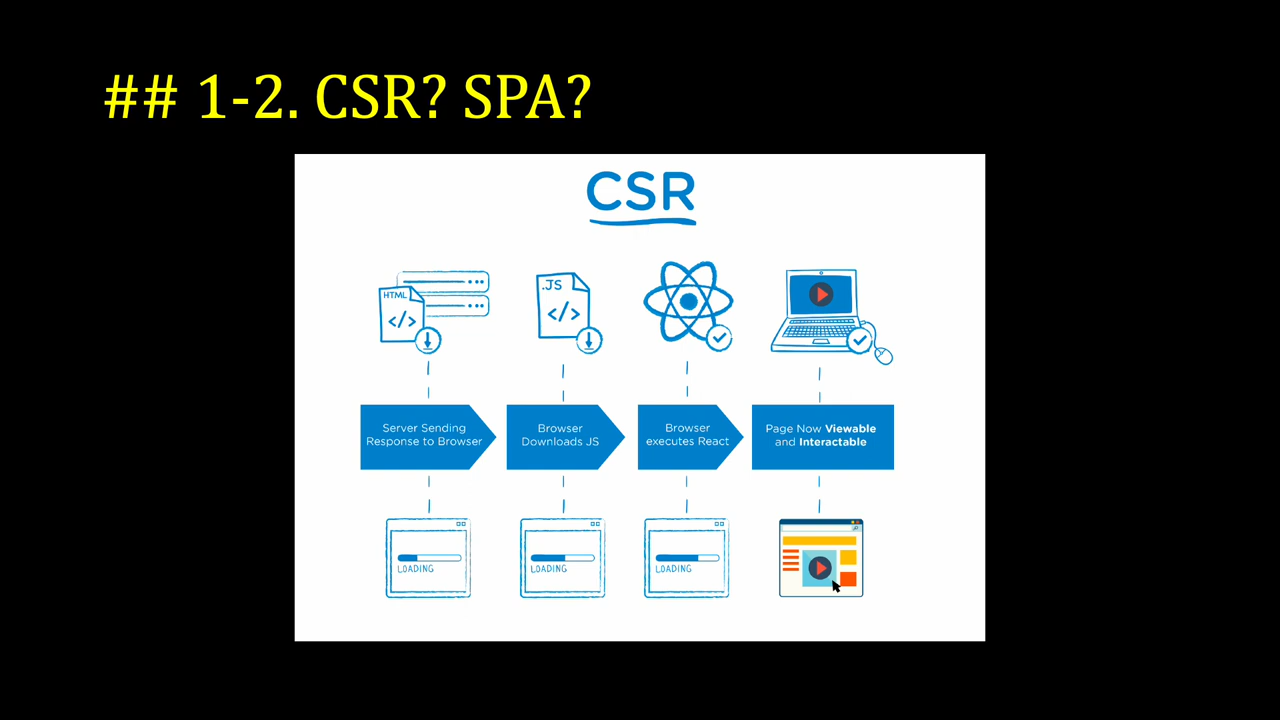 ## 1-2. CSR? SPA?
CSR
HTML
</>
.JS
</>
Server Sending
Response to Browser
Browser
Downloads JS
Browser
executes React
Page Now Viewable
and Interactable
LOADING
LOADING
LOADING